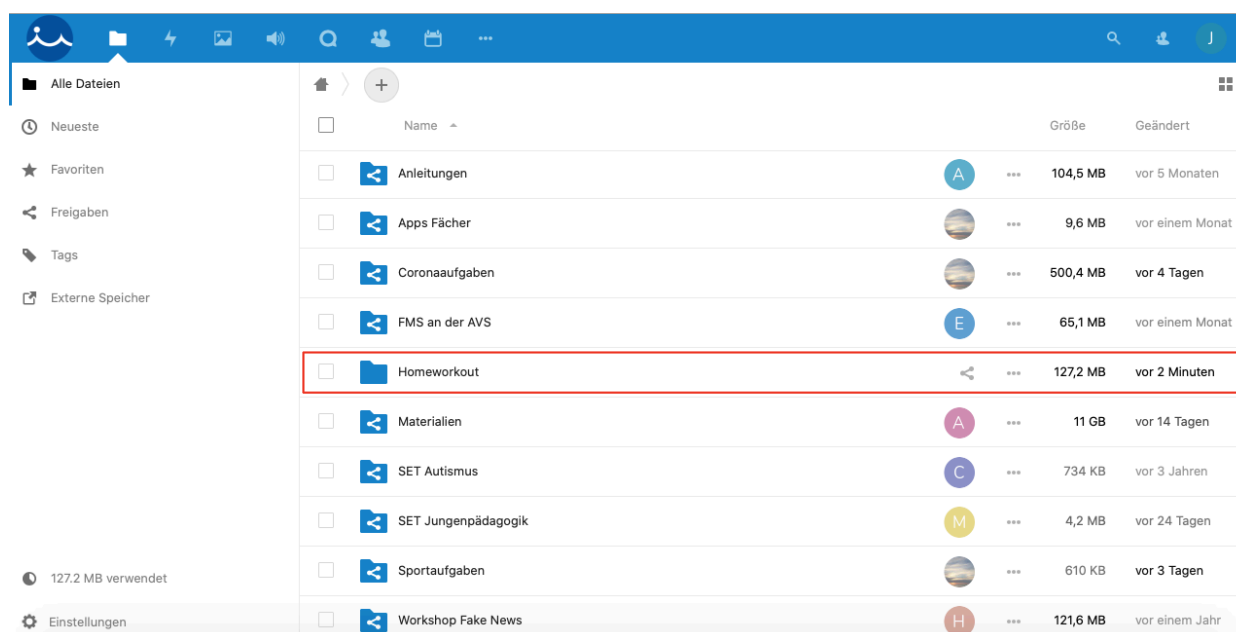 J
Alle Dateien
Neueste
Favoriten
Freigaben
Tags
Externe Speicher
127.2 MB verwendet
Einstellungen
Name Größe Geändert
Anleitungen A 104,5 MB vor 5 Monaten
Apps Fächer 9,6 MB vor einem Monat
Coronaaufgaben 500,4 MB vor 4 Tagen
FMS an der AVS E 65,1 MB vor einem Monat
Homeworkout 127,2 MB vor 2 Minuten
Materialien A 11 GB vor 14 Tagen
SET Autismus C 734 KB vor 3 Jahren
SET Jungenpädagogik M 4,2 MB vor 24 Tagen
Sportaufgaben 610 KB vor 3 Tagen
Workshop Fake News H 121,6 MB vor einem Jahr